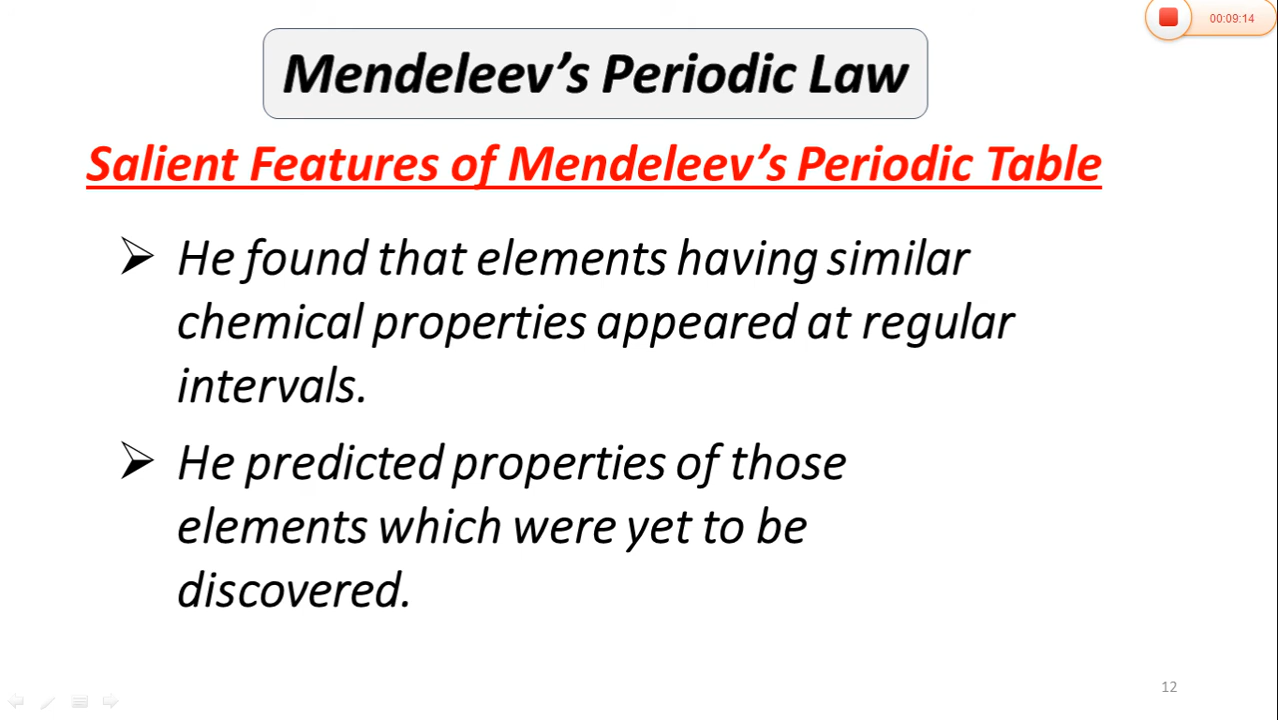 00:09:14
Mendeleev's Periodic Law
Salient Features of Mendeleev's Periodic Table
➢ He found that elements having similar
chemical properties appeared at regular
intervals.
➢ He predicted properties of those
elements which were yet to be
discovered.
12